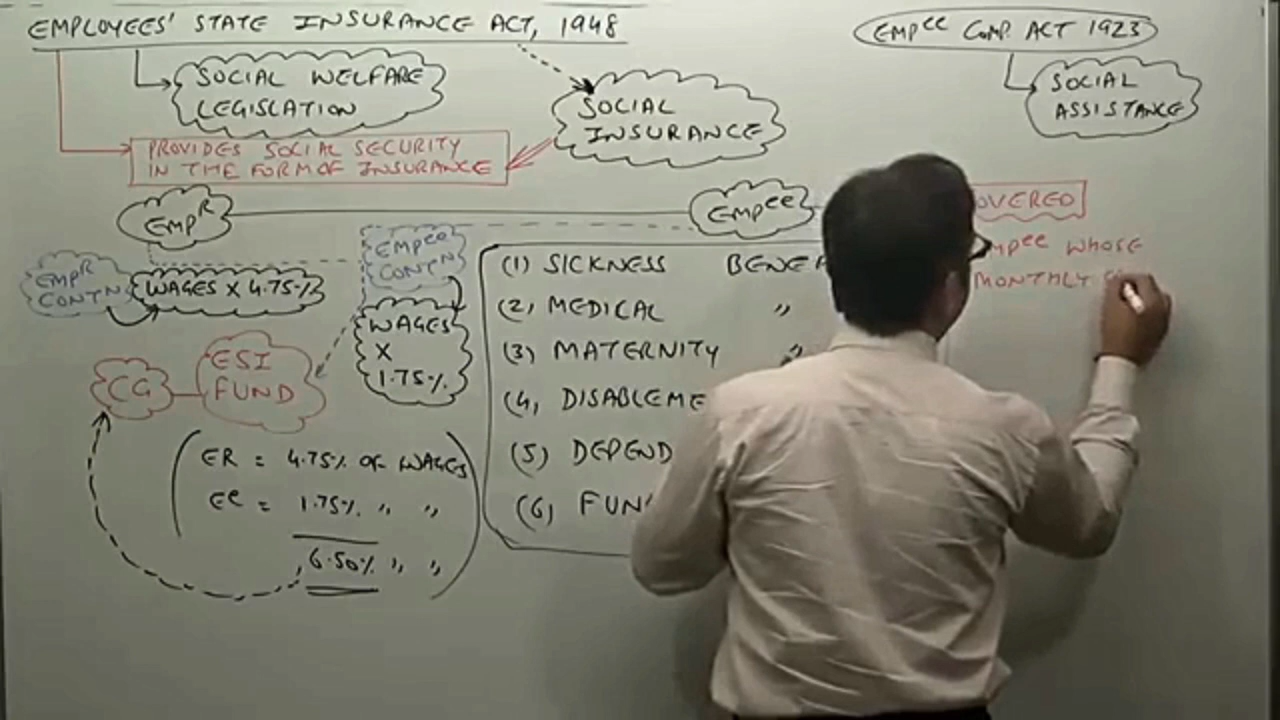 EMPLOYEES' STATE INSURANCE ACT, 1948
EMPee COMP. ACT 1923
SOCIAL WELFARE
LEGISLATION
SOCIAL
INSURANCE
SOCIAL
ASSISTANCE
PROVIDES SOCIAL SECURITY
IN THE FORM OF INSURANCE
EMPR
EMPee
OVERED
MPee WHOSE
MONTHLY
EMPR
CONTN
WAGES X 4.75%
EMPee
CONTN
WAGES
X
1.75%
ESI
FUND
CG
(1) SICKNESS BENEF
(2) MEDICAL "
(3) MATERNITY "
(4) DISABLEME
(5) DEPEND
(6) FUN
ER = 4.75% OF WAGES
EE = 1.75% " "
6.50% " "